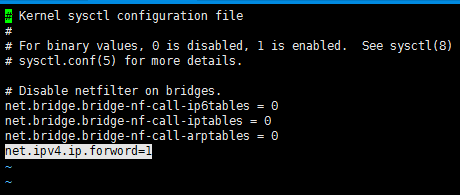 # Kernel sysctl configuration file
#
# For binary values, 0 is disabled, 1 is enabled.  See sysctl(8)
# sysctl.conf(5) for more details.

# Disable netfilter on bridges.
net.bridge.bridge-nf-call-ip6tables = 0
net.bridge.bridge-nf-call-iptables = 0
net.bridge.bridge-nf-call-arptables = 0
net.ipv4.ip.forword=1
~
~